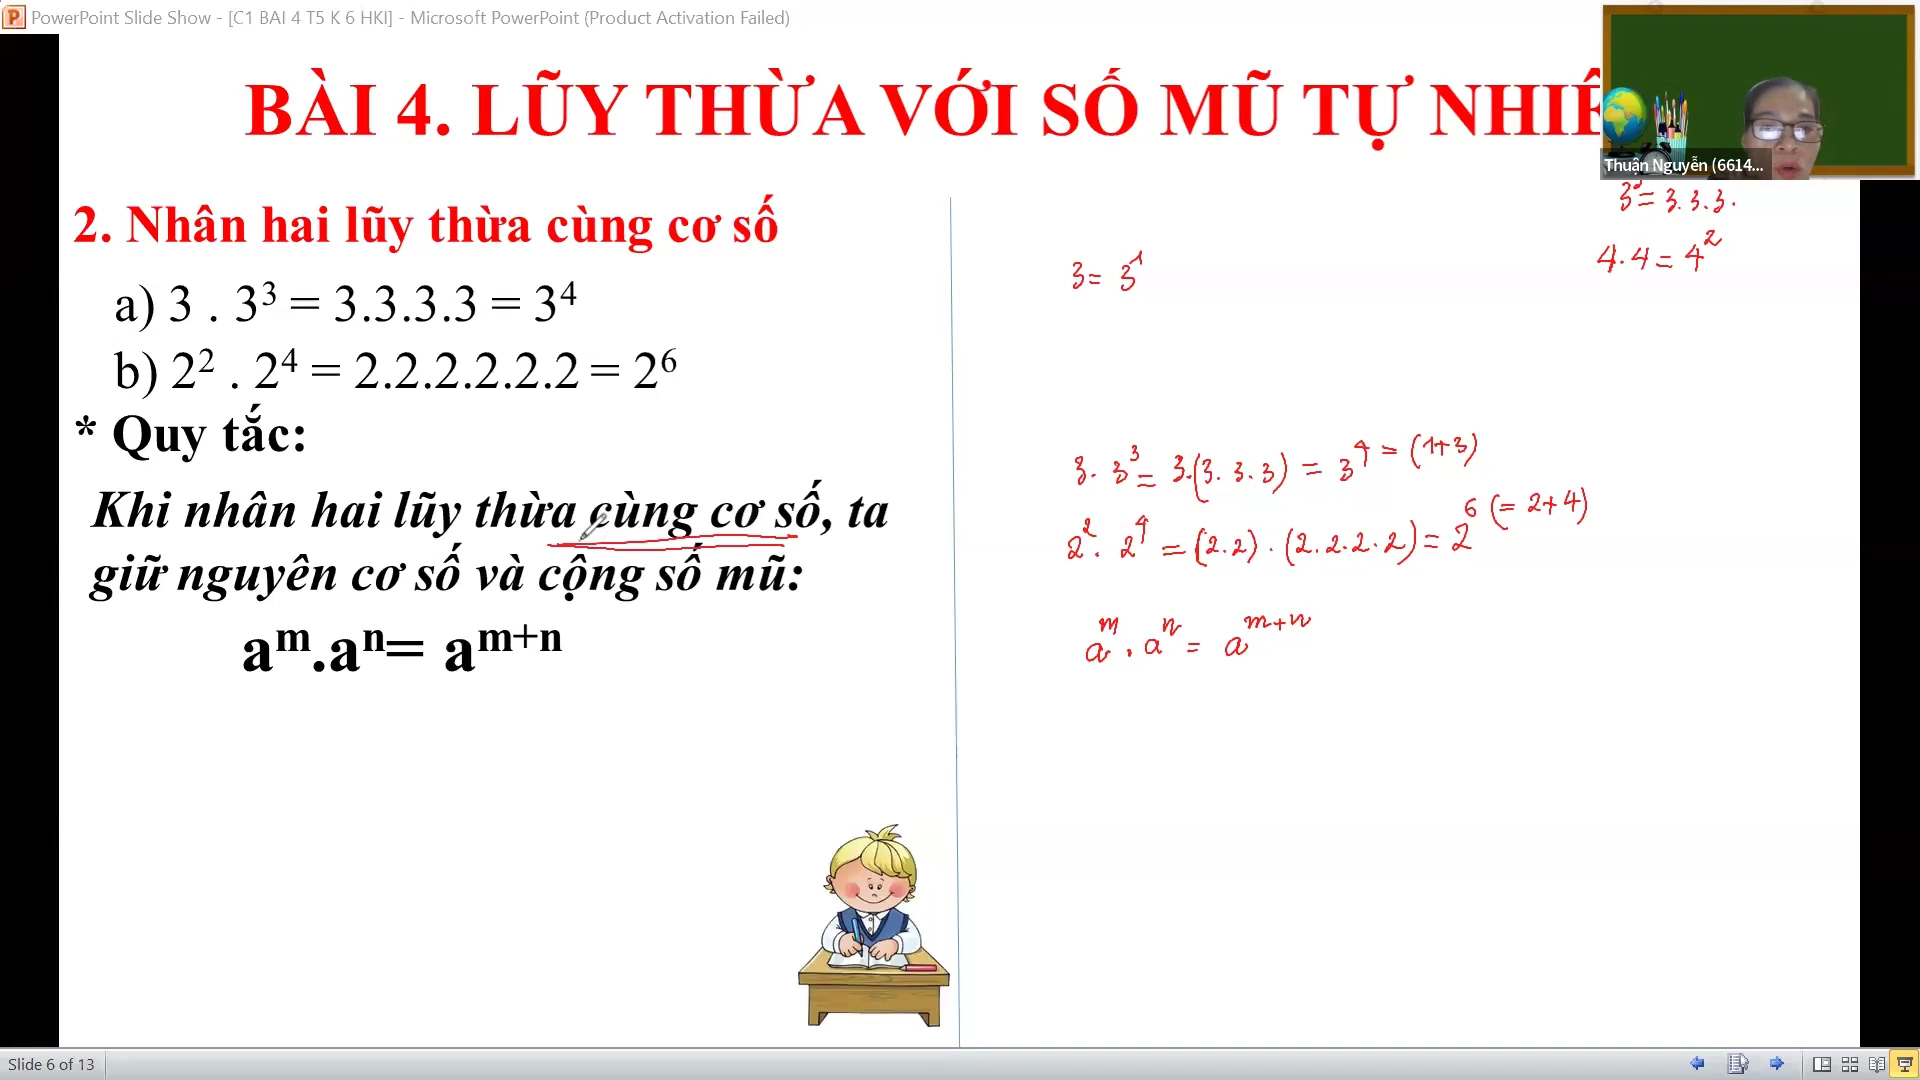 PowerPoint Slide Show - [C1 BAI 4 T5 K 6 HKI] - Microsoft PowerPoint (Product Activation Failed)
BÀI 4. LŨY THỪA VỚI SỐ MŨ TỰ NHIÊ
Thuận Nguyễn (6614...
2. Nhân hai lũy thừa cùng cơ số
a) 3 . 3³ = 3.3.3.3 = 3⁴
b) 2² . 2⁴ = 2.2.2.2.2.2 = 2⁶
* Quy tắc:
Khi nhân hai lũy thừa cùng cơ số, ta
giữ nguyên cơ số và cộng số mũ:
aᵐ.aⁿ= aᵐ⁺ⁿ
= 3.3.3.
4.4 = 4²
3 = 3¹
3. 3³ = 3.(3.3.3) = 3⁴ = (1+3)
2² . 2⁴ = (2.2) . (2.2.2.2) = 2⁶ (= 2+4)
aᵐ . aⁿ = aᵐ⁺ⁿ
Slide 6 of 13